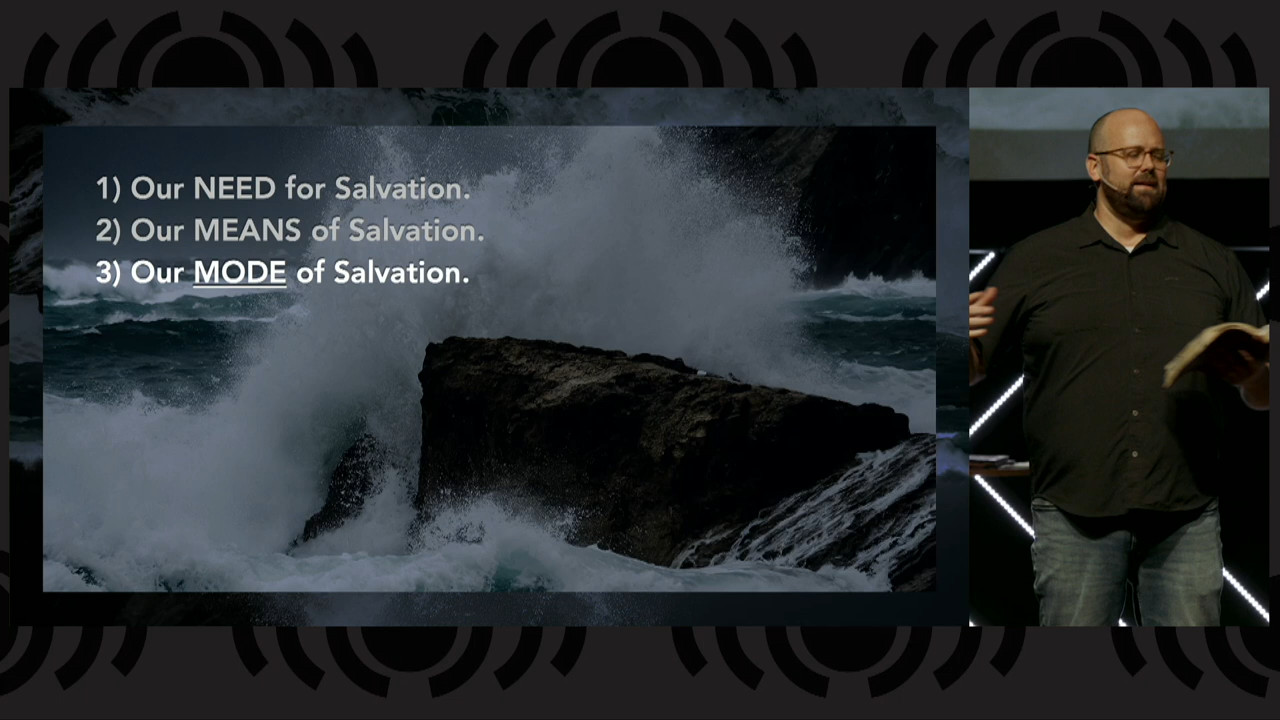 1) Our NEED for Salvation.
2) Our MEANS of Salvation.
3) Our MODE of Salvation.